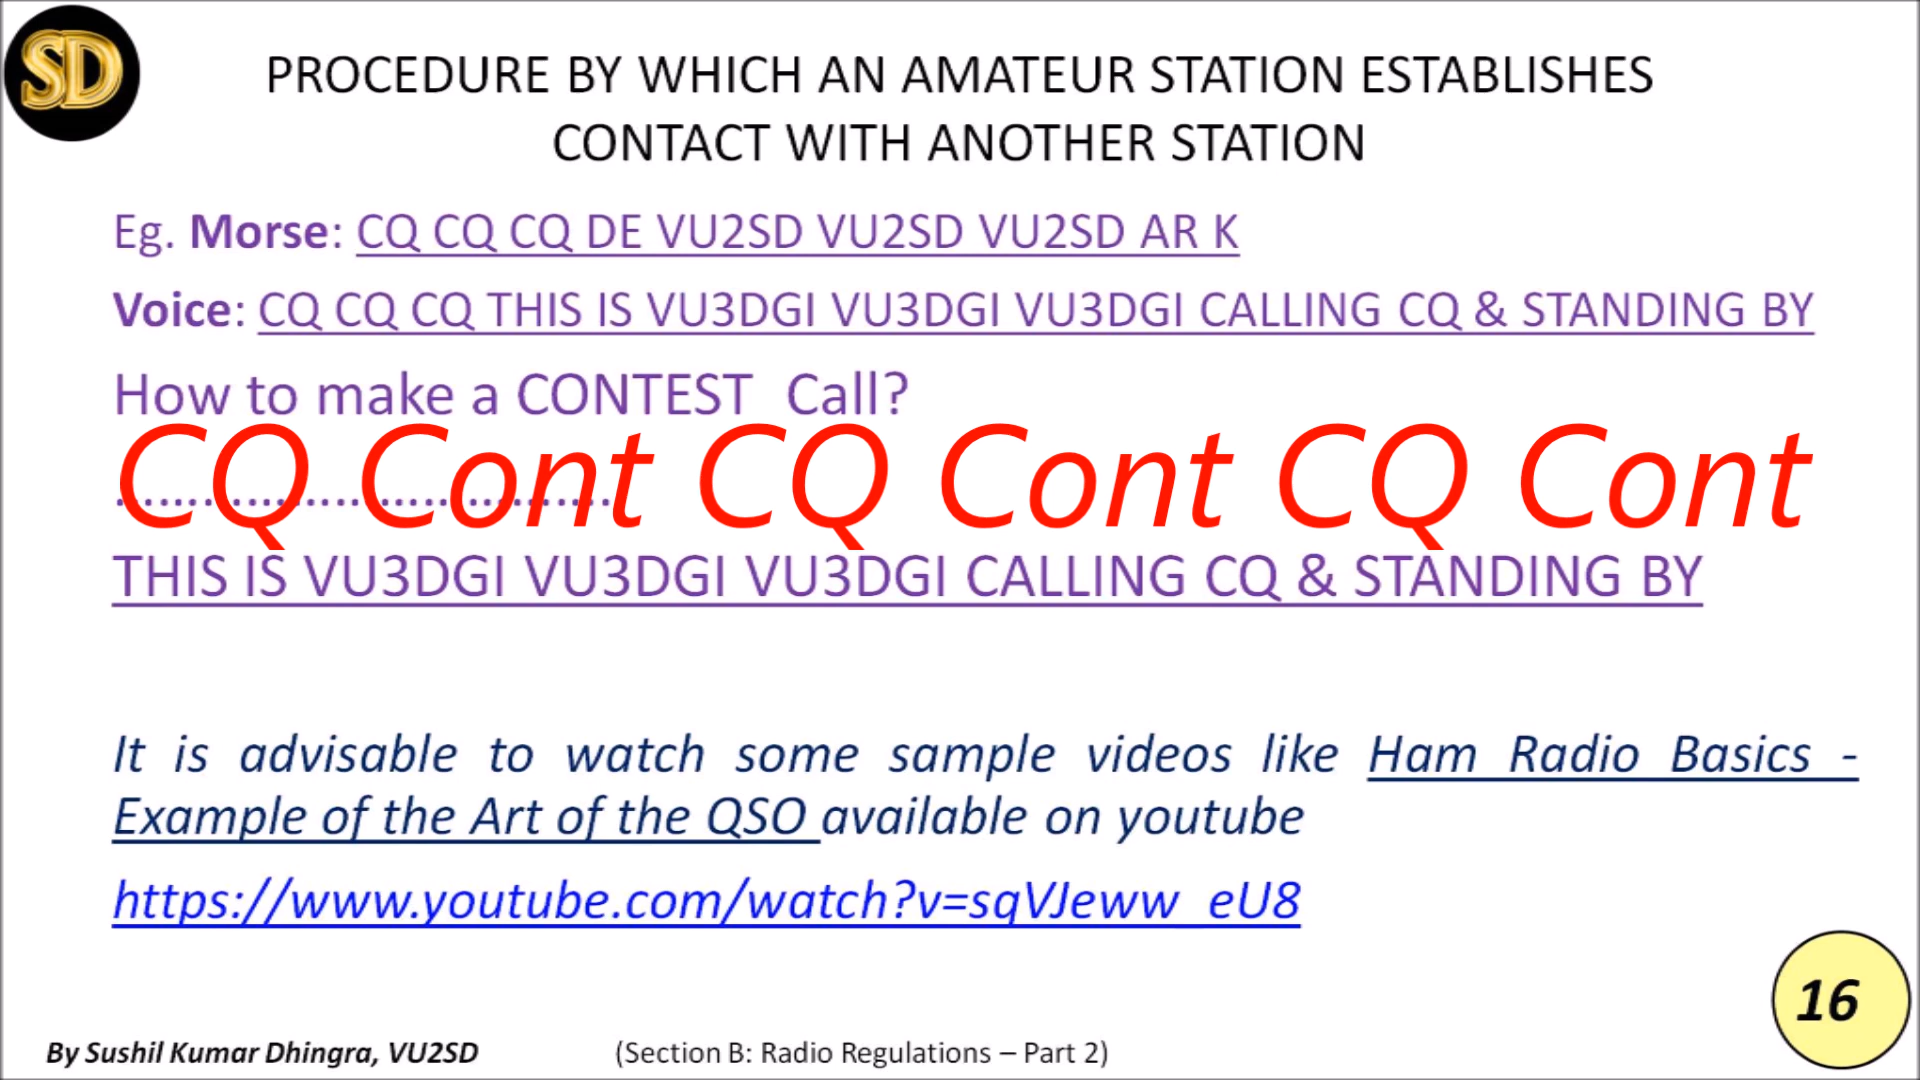 SD
PROCEDURE BY WHICH AN AMATEUR STATION ESTABLISHES
CONTACT WITH ANOTHER STATION
Eg. Morse: CQ CQ CQ DE VU2SD VU2SD VU2SD AR K
Voice: CQ CQ CQ THIS IS VU3DGI VU3DGI VU3DGI CALLING CQ & STANDING BY
How to make a CONTEST Call?
CQ Cont CQ Cont CQ Cont
.................................
THIS IS VU3DGI VU3DGI VU3DGI CALLING CQ & STANDING BY
It is advisable to watch some sample videos like Ham Radio Basics -
Example of the Art of the QSO available on youtube
https://www.youtube.com/watch?v=sqVJeww_eU8
16
By Sushil Kumar Dhingra, VU2SD (Section B: Radio Regulations – Part 2)